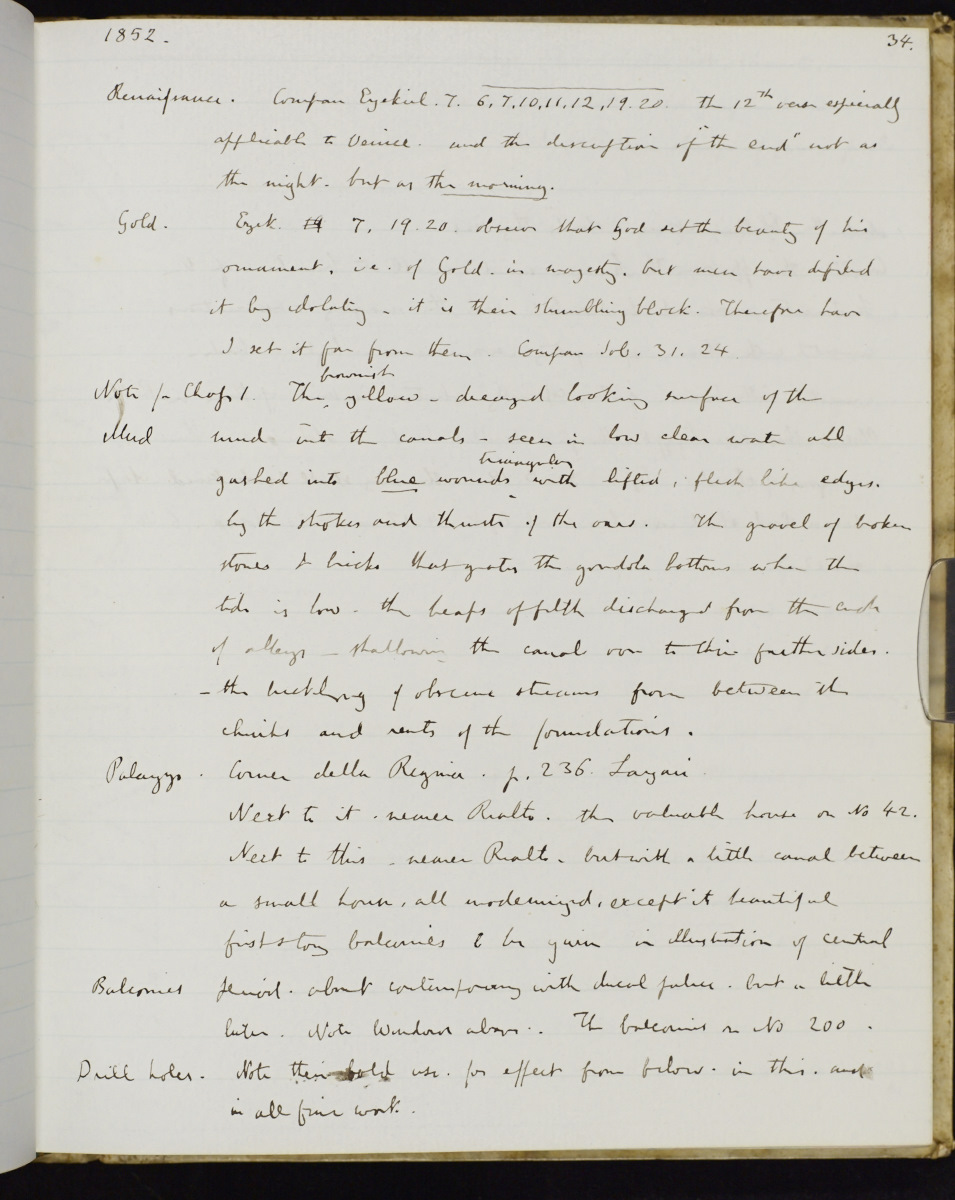 1852.
34.
Renaissance. Compare Ezekiel. 7. 6, 7, 10, 11, 12, 19. 20. The 12th verse especially
applicable to Venice. and the description of "the end" not as
the night. but as the morning.
Gold. Ezek. 19 7, 19. 20. observe that God set the beauty of his
ornament, i.e. of Gold. in majesty. but men have defiled
it by idolatry - it is their stumbling block. Therefore have
I set it far from them. Compare Job. 31. 24
brownish
Note for Chap 1. The yellow - decayed looking surface of the
Mud mud in the canals - seen in low clear water all
triangular
gashed into blue wounds with lifted, flesh like edges.
by the strokes and thrusts of the oars. The gravel of broken
stones & bricks that grates the gondola bottoms when the
tide is low - the heaps of filth discharged from the ends
of alleys - shallowing the canal over to their further sides.
- the trickling of obscene streams from between the
chinks and rents of the foundations.
Palazzo. Corner della Regina. p. 236. Lazari
Next to it. nearer Rialto. the valuable house on No 42.
Next to this - nearer Rialto. but with a little canal between
a small house, all modernized, except its beautiful
first story balconies to be given in illustration of central
Balconies period. about contemporary with ducal palace. but a little
later. Note Windows above. The balconies on No 200.
Drill holes. Note their bold use. for effect from below. in this. and
in all fine work.